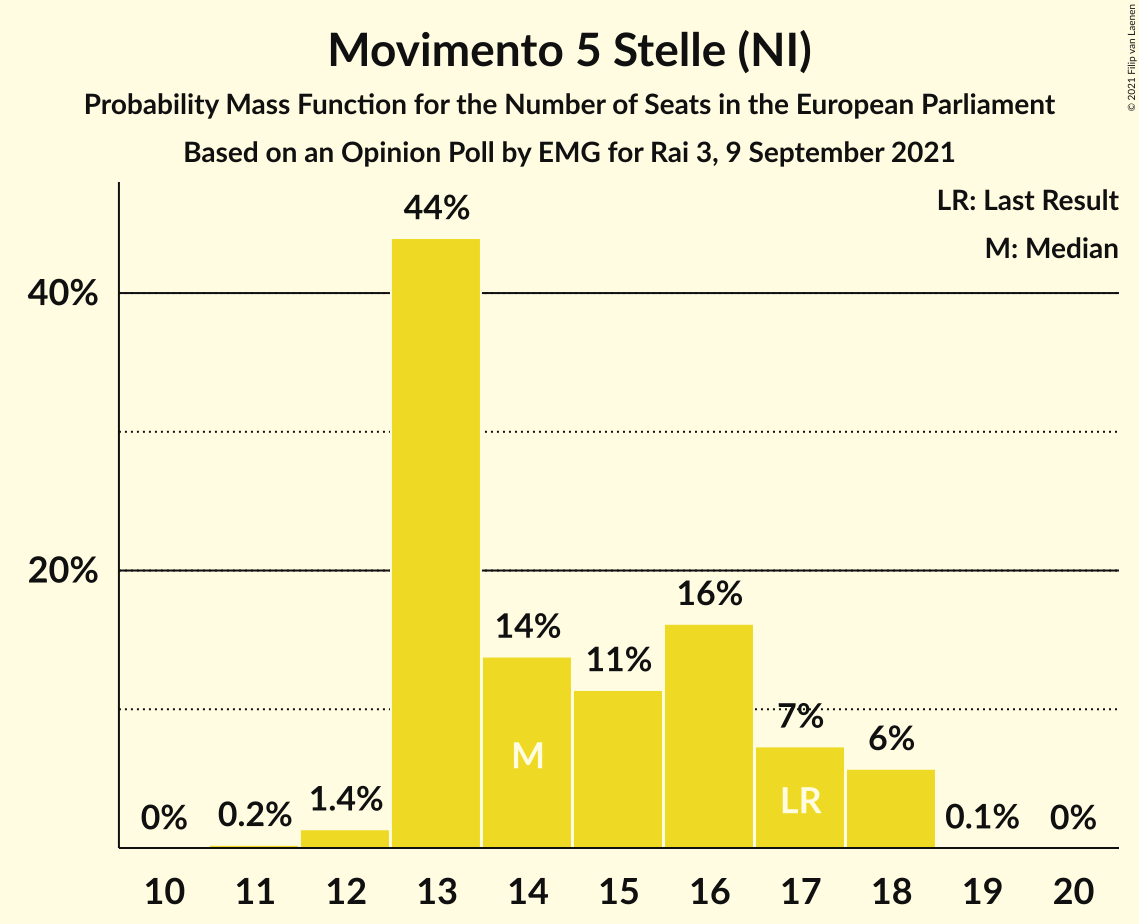 Movimento 5 Stelle (NI)
Probability Mass Function for the Number of Seats in the European Parliament
Based on an Opinion Poll by EMG for Rai 3, 9 September 2021
© 2021 Filip van Laenen
LR: Last Result
M: Median
40%
20%
44%
14%
11%
16%
7%
6%
0%
0.2%
1.4%
0.1%
0%
M
LR
10 11 12 13 14 15 16 17 18 19 20